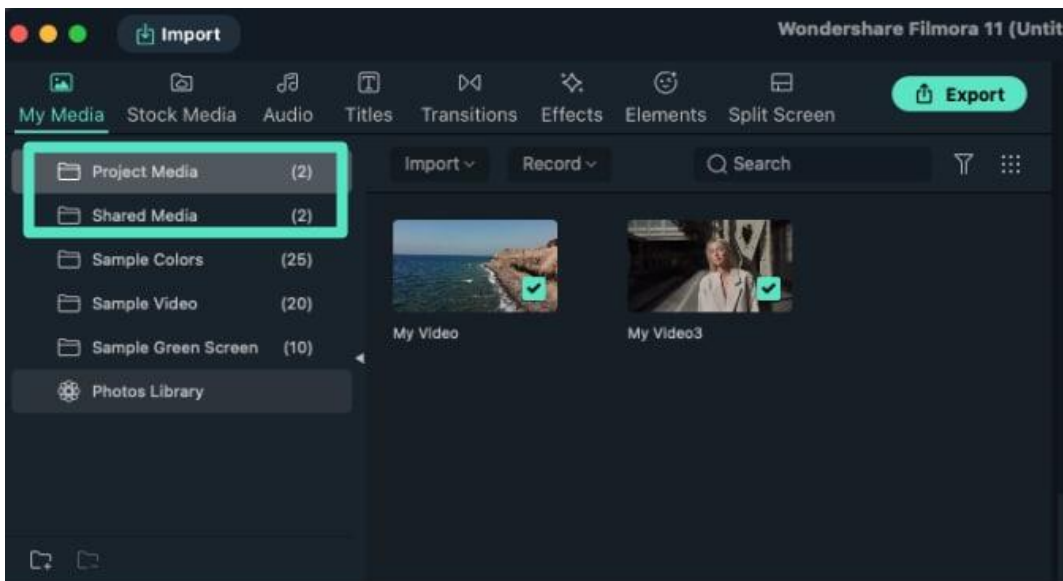 Import
Wondershare Filmora 11 (Untit
My Media Stock Media Audio Titles Transitions Effects Elements Split Screen Export
Project Media (2)
Shared Media (2)
Sample Colors (25)
Sample Video (20)
Sample Green Screen (10)
Photos Library
Import Record Search
My Video My Video3